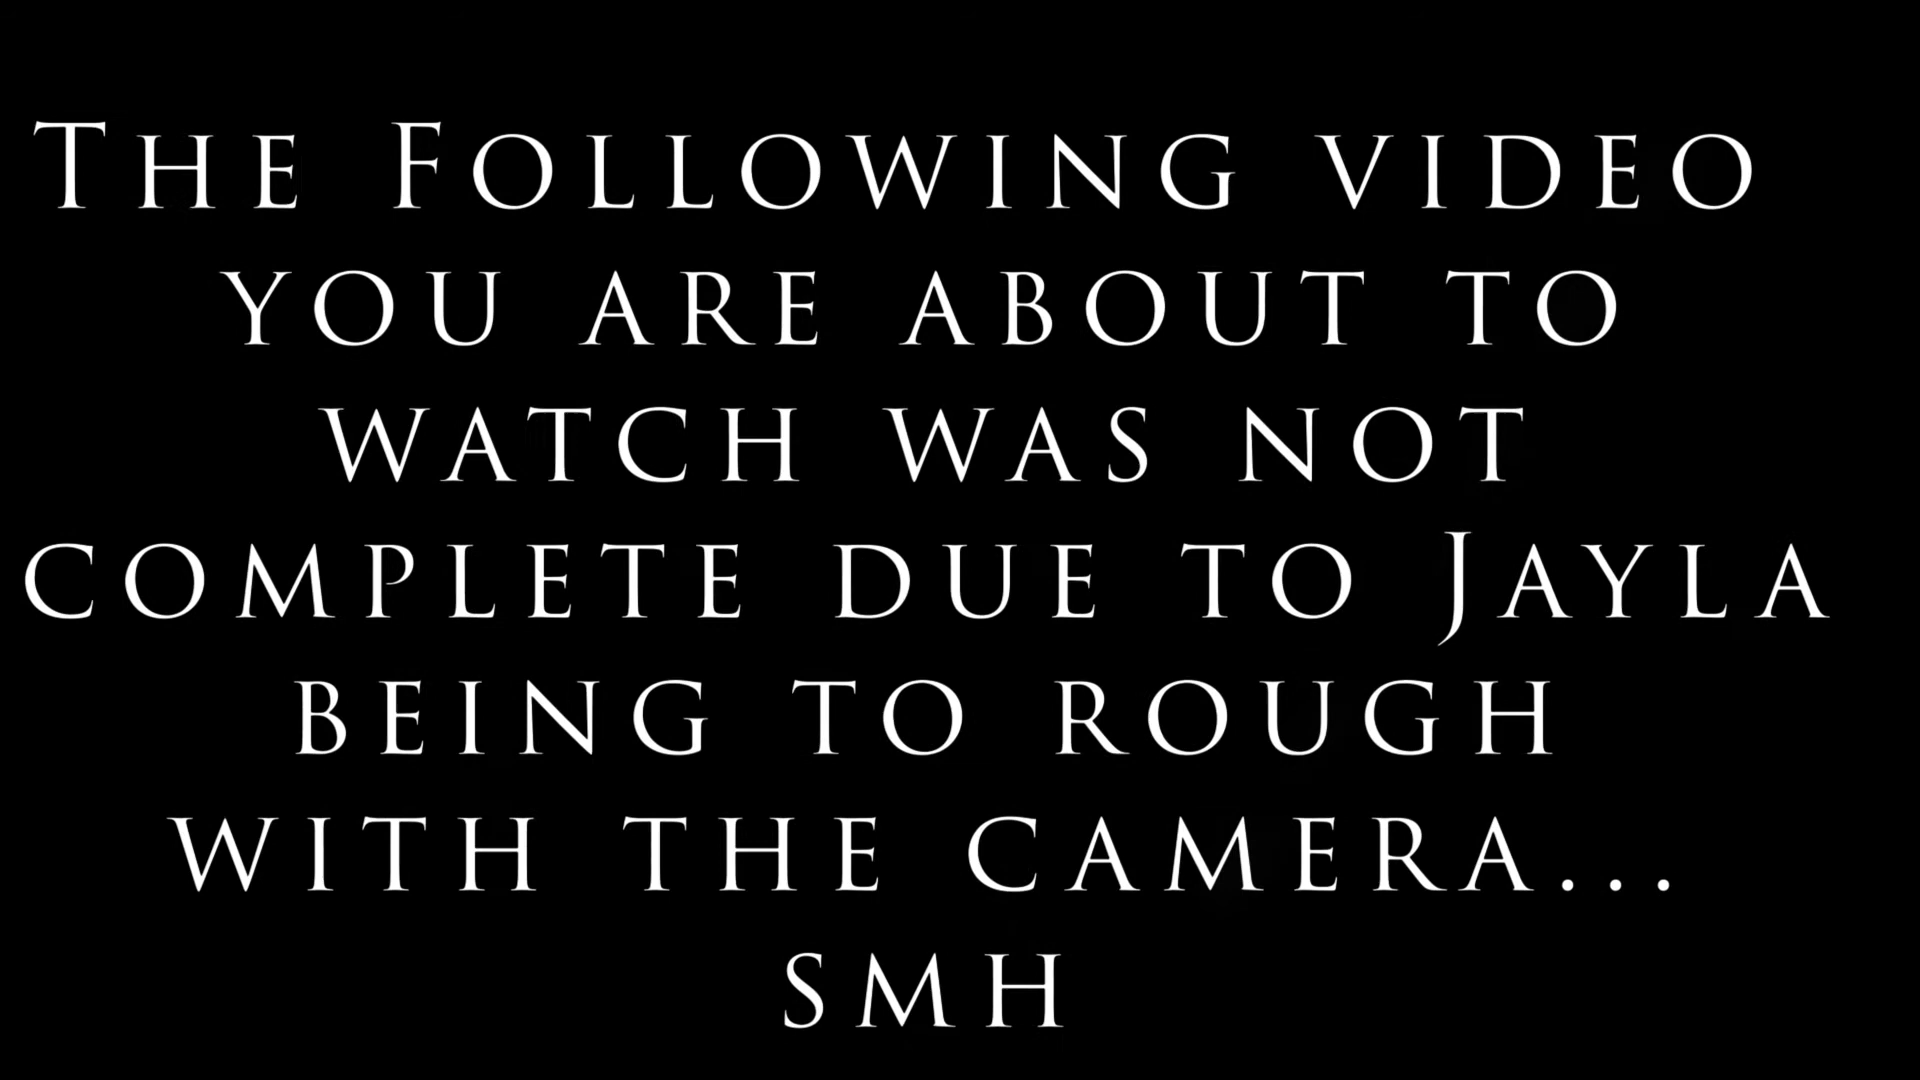 The Following video
you are about to
watch was not
complete due to Jayla
being to rough
with the camera...
smh